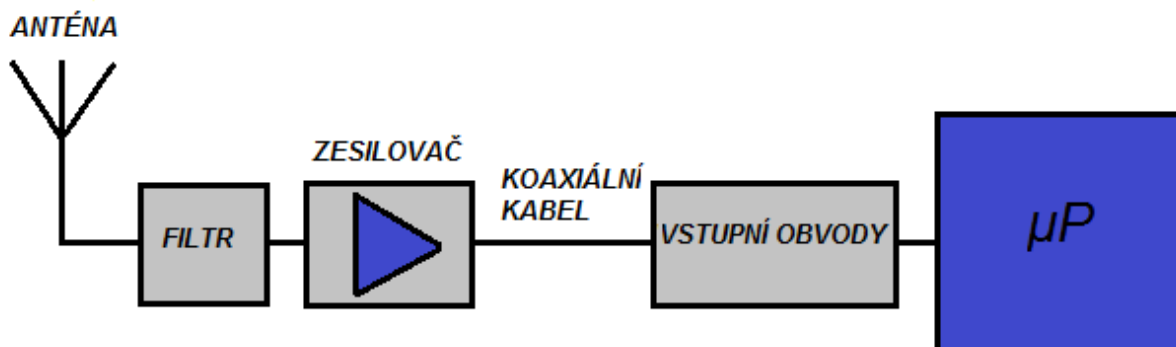 ANTÉNA
FILTR
ZESILOVAČ
KOAXIÁLNÍ
KABEL
VSTUPNÍ OBVODY
µP